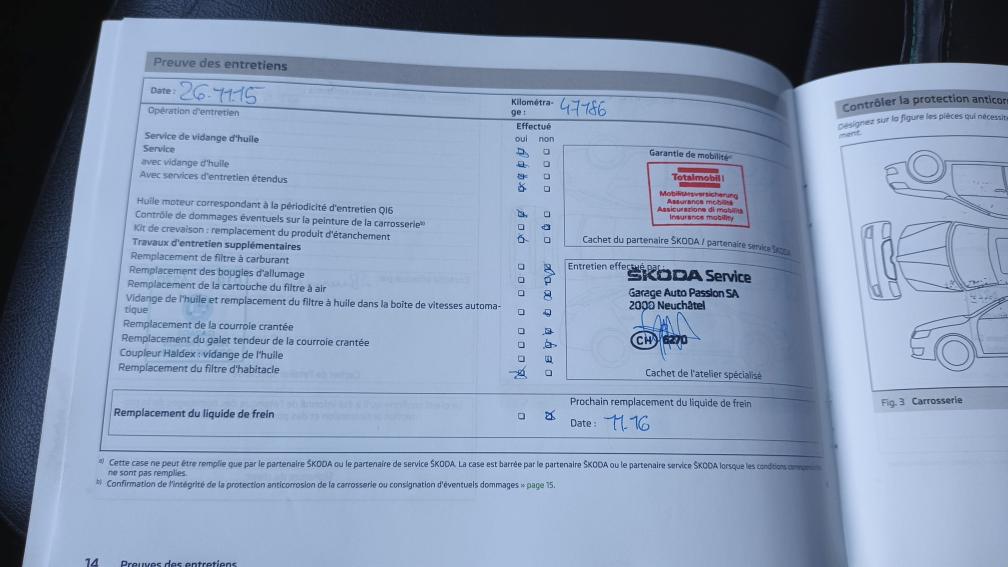 Preuve des entretiens
Date : 26.11.15
Kilométra-
ge : 47186
Opération d'entretien
Effectué
oui non
Service de vidange d'huile
Service
avec vidange d'huile
Avec services d'entretien étendus
Huile moteur correspondant à la périodicité d'entretien QI6
Contrôle de dommages éventuels sur la peinture de la carrosserie b)
Kit de crevaison : remplacement du produit d'étanchement
Travaux d'entretien supplémentaires
Remplacement de filtre à carburant
Remplacement des bougies d'allumage
Remplacement de la cartouche du filtre à air
Vidange de l'huile et remplacement du filtre à huile dans la boîte de vitesses automa-
tique
Remplacement de la courroie crantée
Remplacement du galet tendeur de la courroie crantée
Coupleur Haldex : vidange de l'huile
Remplacement du filtre d'habitacle
Garantie de mobilité a)
Totalmobil!
Mobilitätsversicherung
Assurance mobilité
Assicurazione di mobilità
Insurance mobility
Cachet du partenaire ŠKODA / partenaire service ŠKODA
Entretien effectué par :
ŠKODA Service
Garage Auto Passion SA
2000 Neuchâtel
CH 6270
Cachet de l'atelier spécialisé
Remplacement du liquide de frein
Prochain remplacement du liquide de frein
Date : 11.16
a) Cette case ne peut être remplie que par le partenaire ŠKODA ou le partenaire de service ŠKODA. La case est barrée par le partenaire ŠKODA ou le partenaire service ŠKODA lorsque les conditions
ne sont pas remplies.
b) Confirmation de l'intégrité de la protection anticorrosion de la carrosserie ou consignation d'éventuels dommages » page 15.
14 Preuves des entretiens
Contrôler la protection
Désignez sur la figure les pièces qui
ment.
Fig. 3 Carrosserie